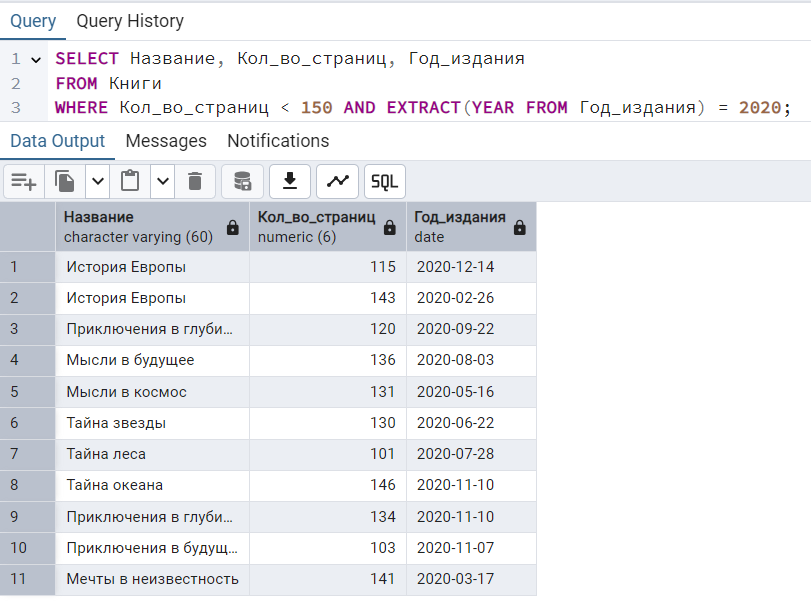 Query Query History
1 SELECT Название, Кол_во_страниц, Год_издания
2 FROM Книги
3 WHERE Кол_во_страниц < 150 AND EXTRACT(YEAR FROM Год_издания) = 2020;
Data Output Messages Notifications
SQL
Название Кол_во_страниц Год_издания
character varying (60) numeric (6) date
1 История Европы 115 2020-12-14
2 История Европы 143 2020-02-26
3 Приключения в глуби... 120 2020-09-22
4 Мысли в будущее 136 2020-08-03
5 Мысли в космос 131 2020-05-16
6 Тайна звезды 130 2020-06-22
7 Тайна леса 101 2020-07-28
8 Тайна океана 146 2020-11-10
9 Приключения в глуби... 134 2020-11-10
10 Приключения в будущ... 103 2020-11-07
11 Мечты в неизвестность 141 2020-03-17